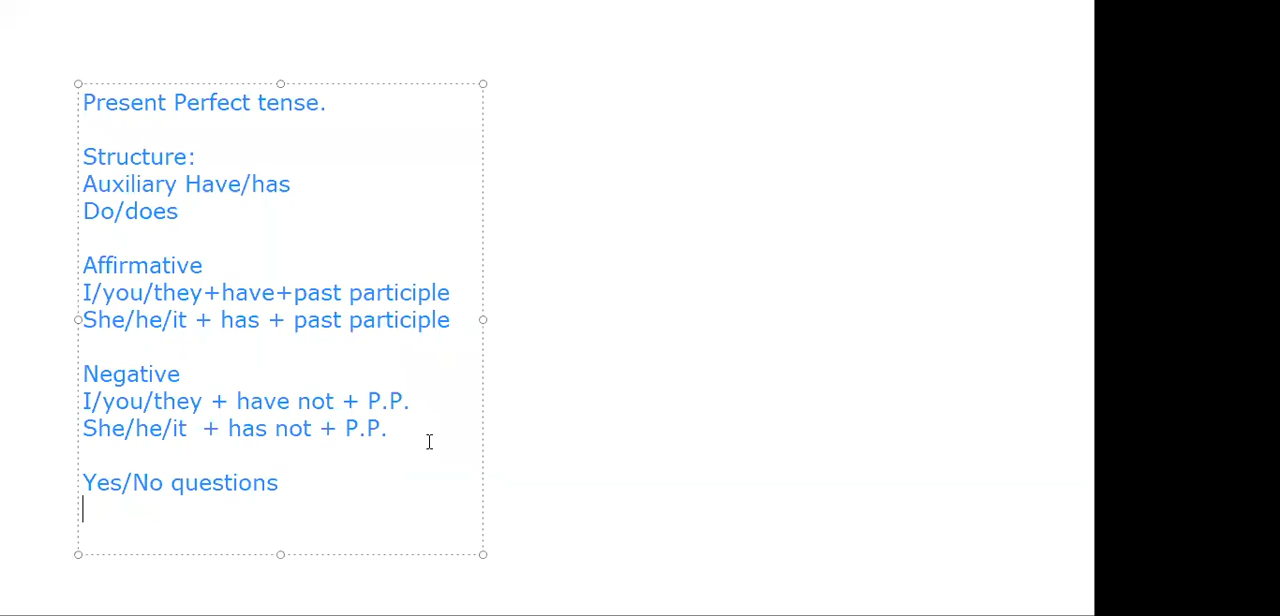 Present Perfect tense.
Structure:
Auxiliary Have/has
Do/does
Affirmative
I/you/they+have+past participle
She/he/it + has + past participle
Negative
I/you/they + have not + P.P.
She/he/it  + has not + P.P.
Yes/No questions